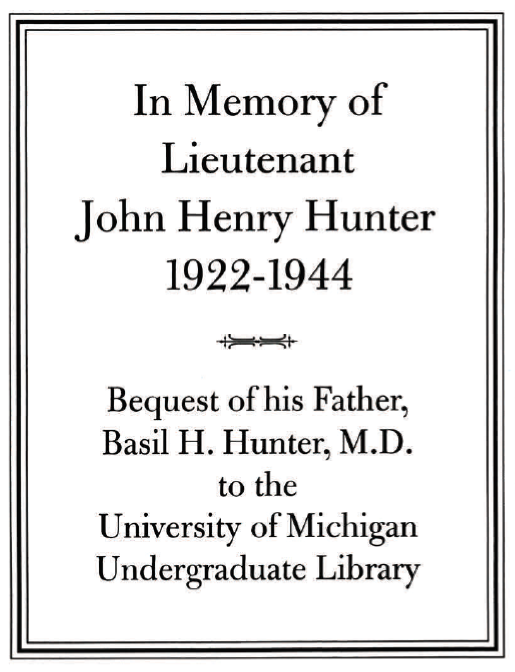 In Memory of
Lieutenant
John Henry Hunter
1922-1944
Bequest of his Father,
Basil H. Hunter, M.D.
to the
University of Michigan
Undergraduate Library